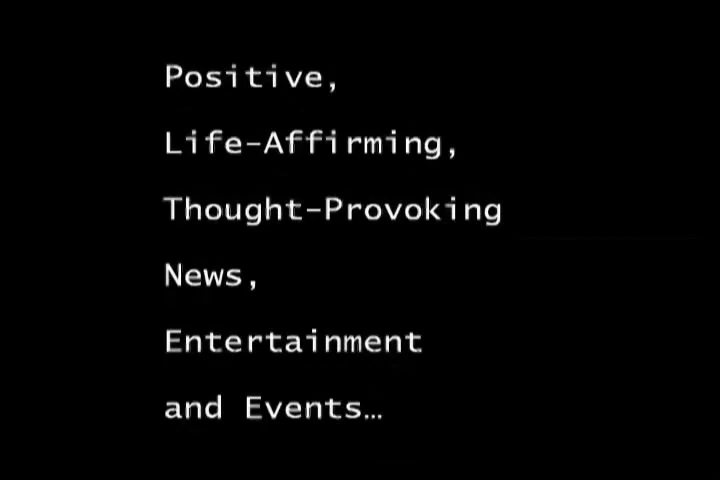 Positive,
Life-Affirming,
Thought-Provoking
News,
Entertainment
and Events…